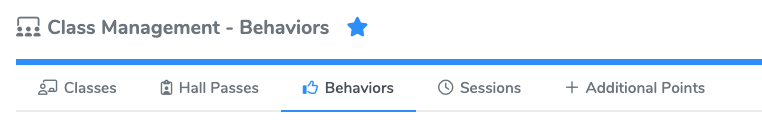 Class Management - Behaviors
Classes Hall Passes Behaviors Sessions Additional Points